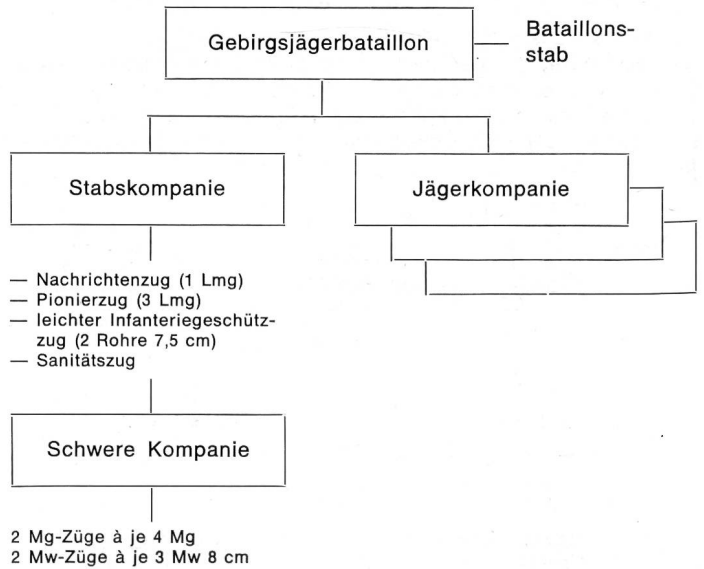 Gebirgsjägerbataillon
Bataillons-
stab
Stabskompanie
Jägerkompanie
— Nachrichtenzug (1 Lmg)
— Pionierzug (3 Lmg)
— leichter Infanteriegeschütz-
zug (2 Rohre 7,5 cm)
— Sanitätszug
Schwere Kompanie
2 Mg-Züge à je 4 Mg
2 Mw-Züge à je 3 Mw 8 cm